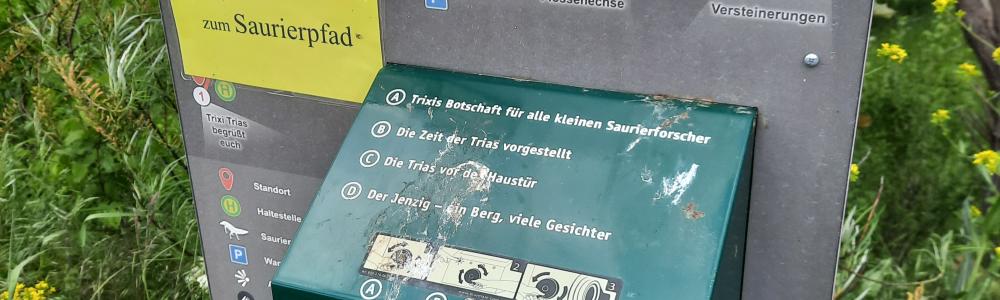 zum Saurierpfad
Versteinerungen
P
H
1
Trixi Trias
begrüßt
euch
A Trixis Botschaft für alle kleinen Saurierforscher
B Die Zeit der Trias vorgestellt
C Die Trias vor der Haustür
D Der Jenzig – ein Berg, viele Gesichter
Standort
H Haltestelle
Saurier
P
2
3
A